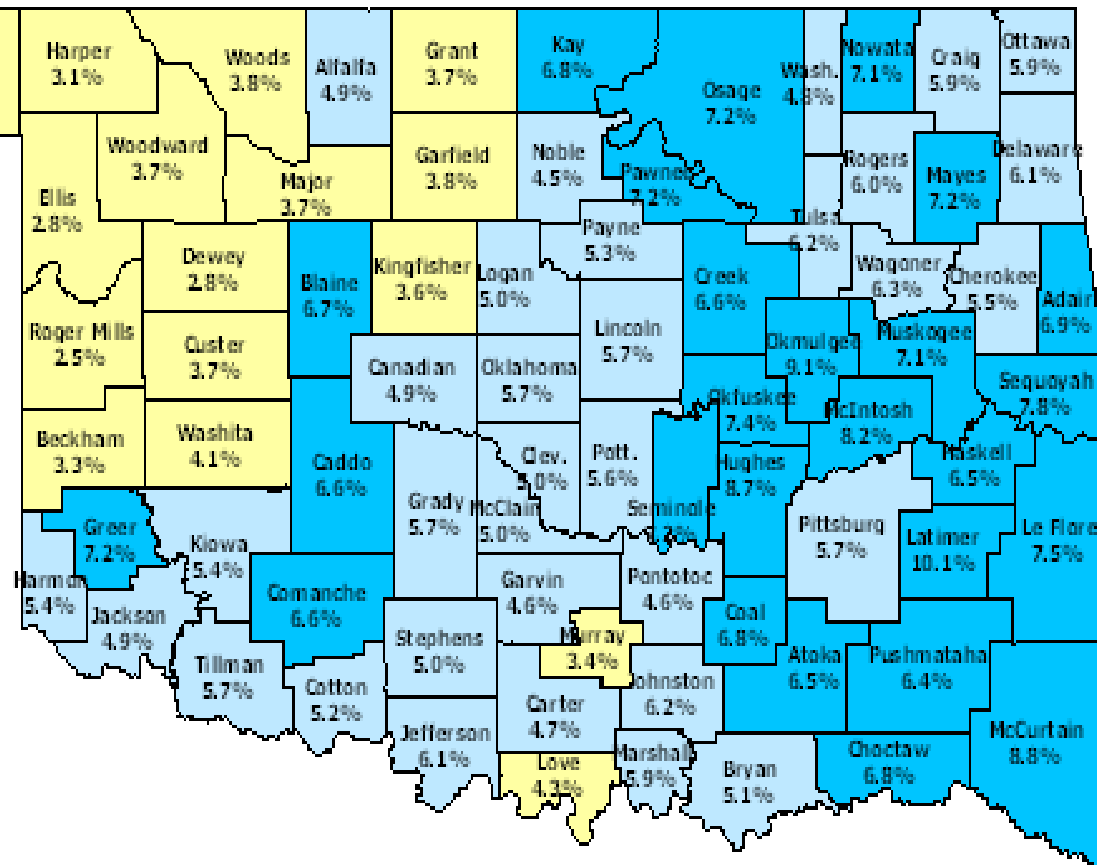 Harper
3.1%
Woods
3.8%
Alfalfa
4.9%
Grant
3.7%
Kay
6.8%
Osage
7.2%
Wash.
4.8%
Nowata
7.1%
Craig
5.9%
Ottawa
5.9%
Woodward
3.7%
Ellis
2.8%
Major
3.7%
Garfield
3.8%
Noble
4.5%
Pawnee
7.2%
Rogers
6.0%
Mayes
7.2%
Delaware
6.1%
Dewey
2.8%
Blaine
6.7%
Kingfisher
3.6%
Logan
5.0%
Payne
5.3%
Creek
6.6%
Tulsa
6.2%
Wagoner
6.3%
Cherokee
5.5%
Adair
6.9%
Roger Mills
2.5%
Custer
3.7%
Canadian
4.9%
Oklahoma
5.7%
Lincoln
5.7%
Okmulgee
9.1%
Muskogee
7.1%
Sequoyah
7.8%
Beckham
3.3%
Washita
4.1%
Caddo
6.6%
Grady
5.7%
McClain
5.0%
Clev.
5.0%
Pott.
5.6%
Seminole
Okfuskee
7.4%
Hughes
8.7%
McIntosh
8.2%
Haskell
6.5%
Pittsburg
5.7%
Latimer
10.1%
Le Flore
7.5%
Greer
7.2%
Kiowa
5.4%
Harmon
5.4%
Jackson
4.9%
Tillman
5.7%
Comanche
6.6%
Cotton
5.2%
Stephens
5.0%
Jefferson
6.1%
Garvin
4.6%
Murray
3.4%
Pontotoc
4.6%
Coal
6.8%
Carter
4.7%
Johnston
6.2%
Atoka
6.5%
Pushmataha
6.4%
Love
4.3%
Marshall
5.9%
Bryan
5.1%
Choctaw
6.8%
McCurtain
8.8%